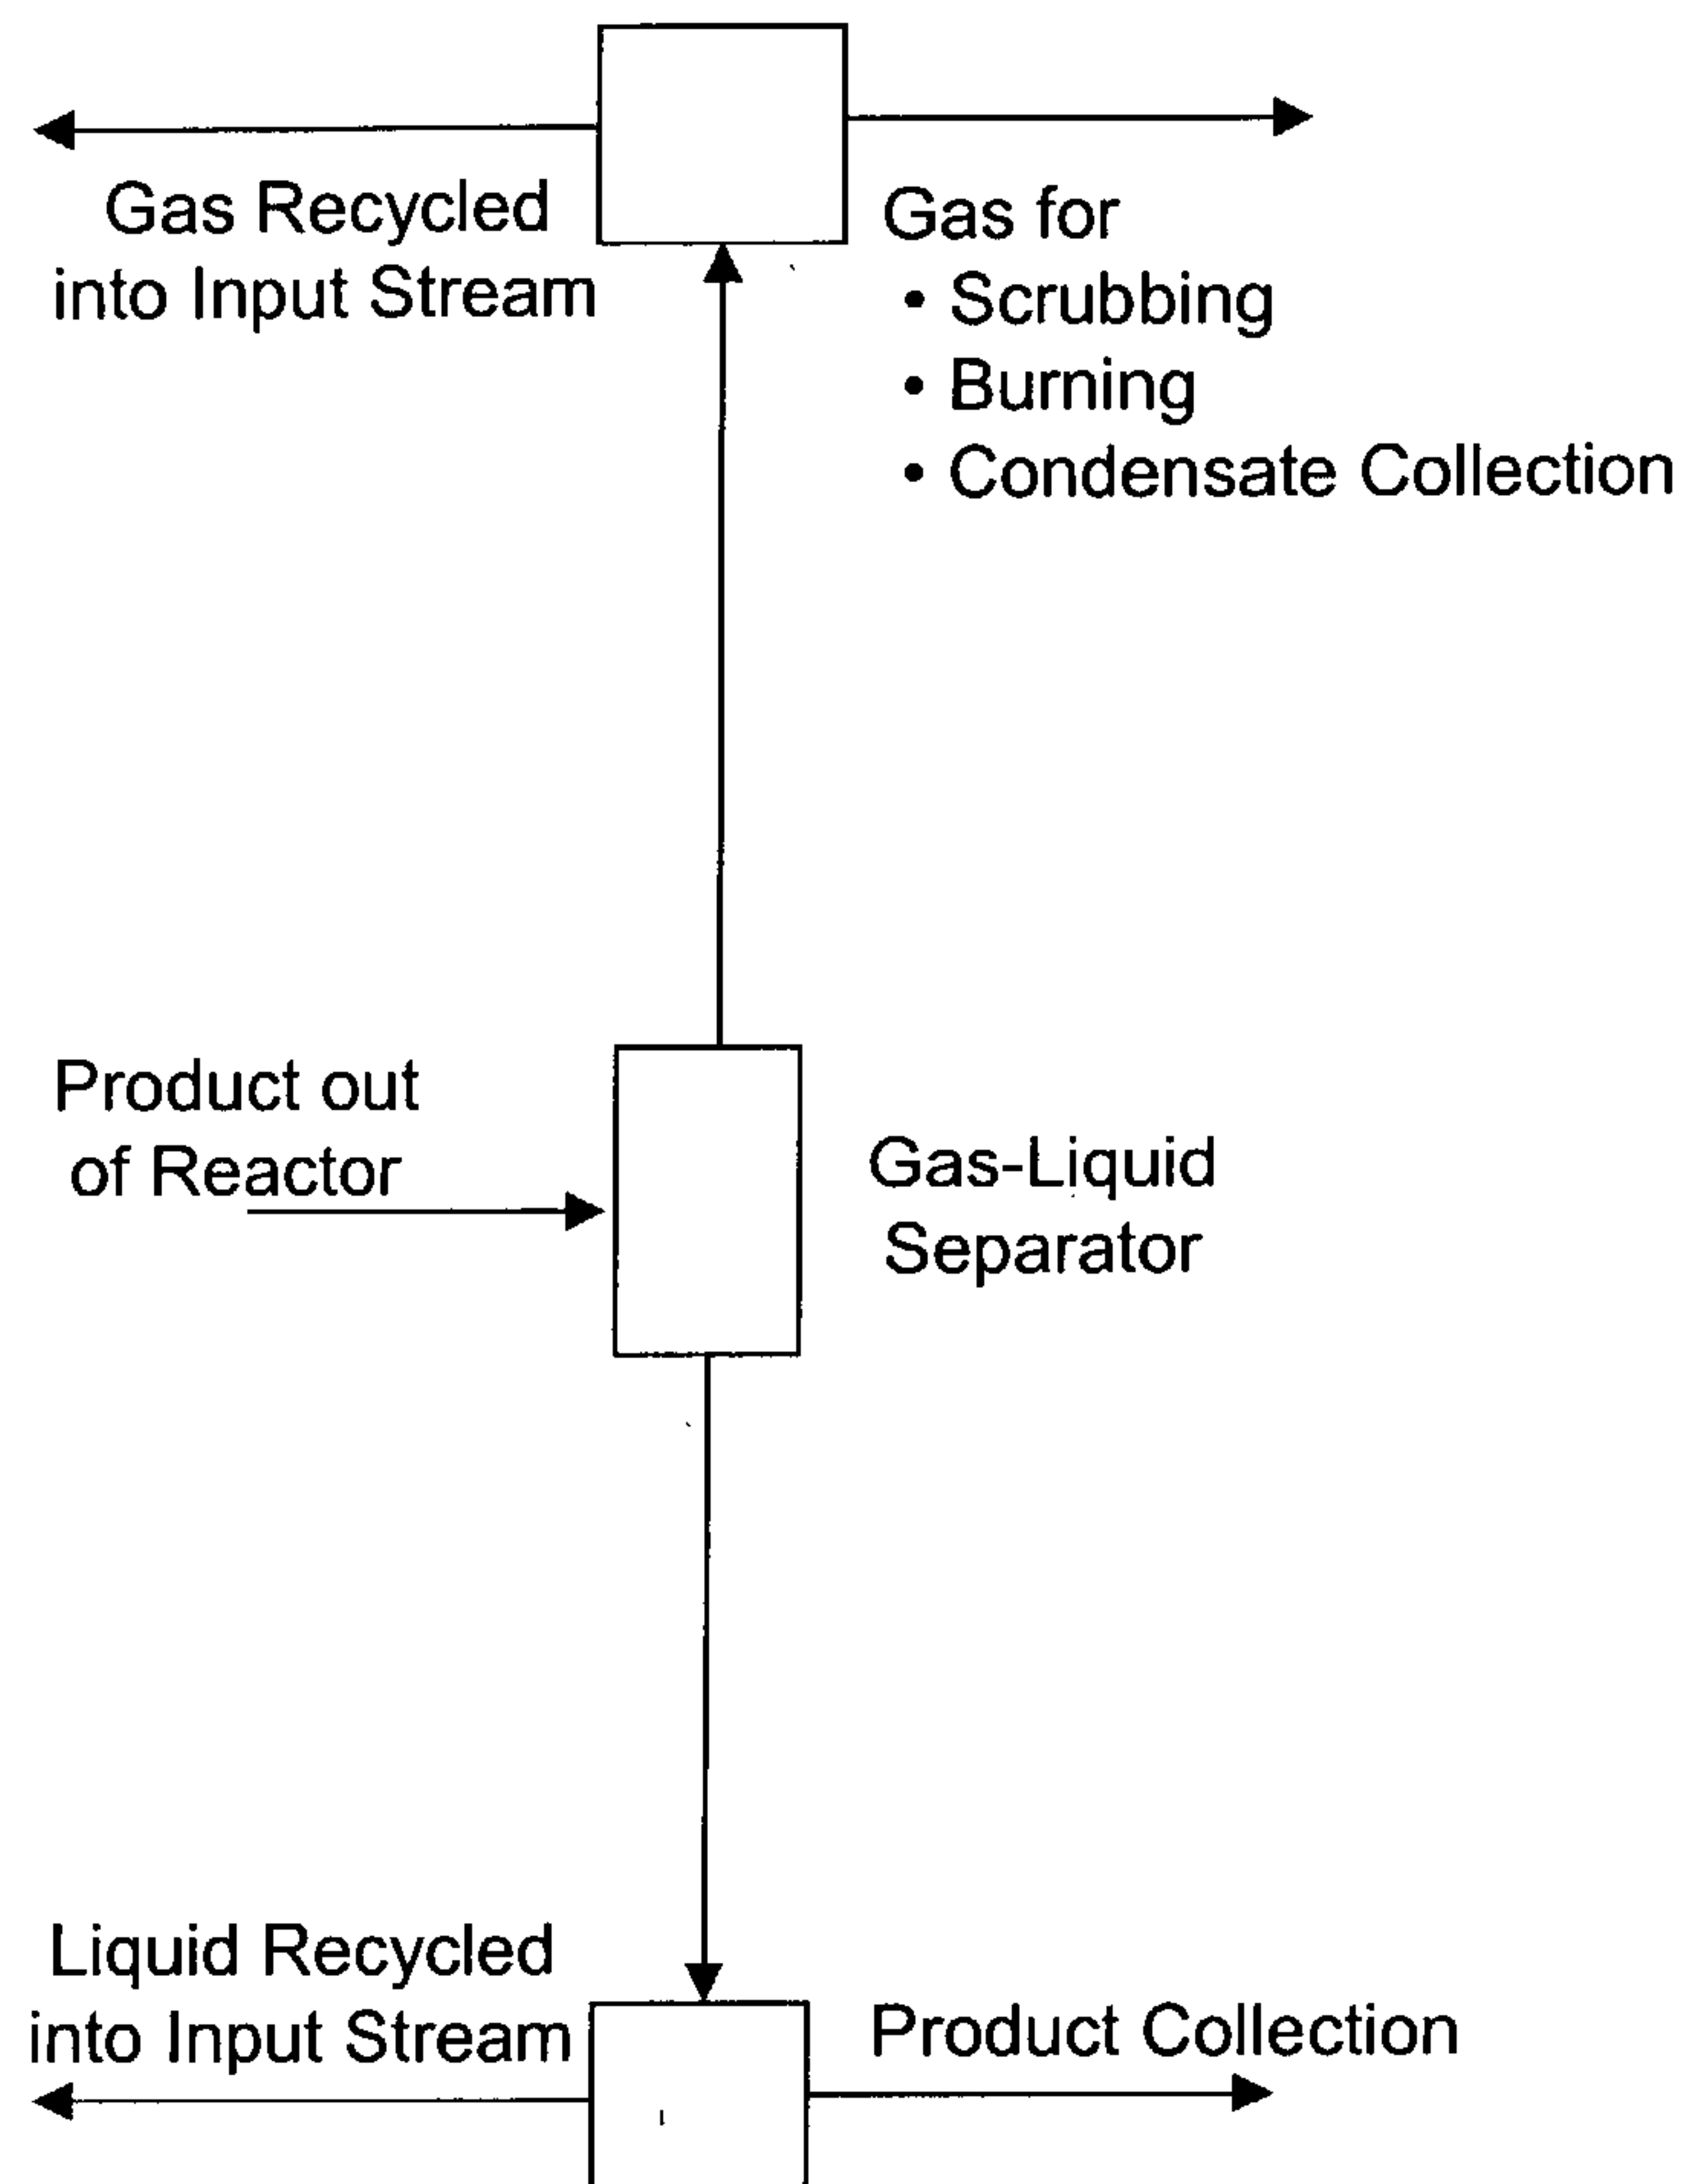 Gas Recycled
into Input Stream
Gas for
• Scrubbing
• Burning
• Condensate Collection
Product out
of Reactor
Gas-Liquid
Separator
Liquid Recycled
into Input Stream
Product Collection